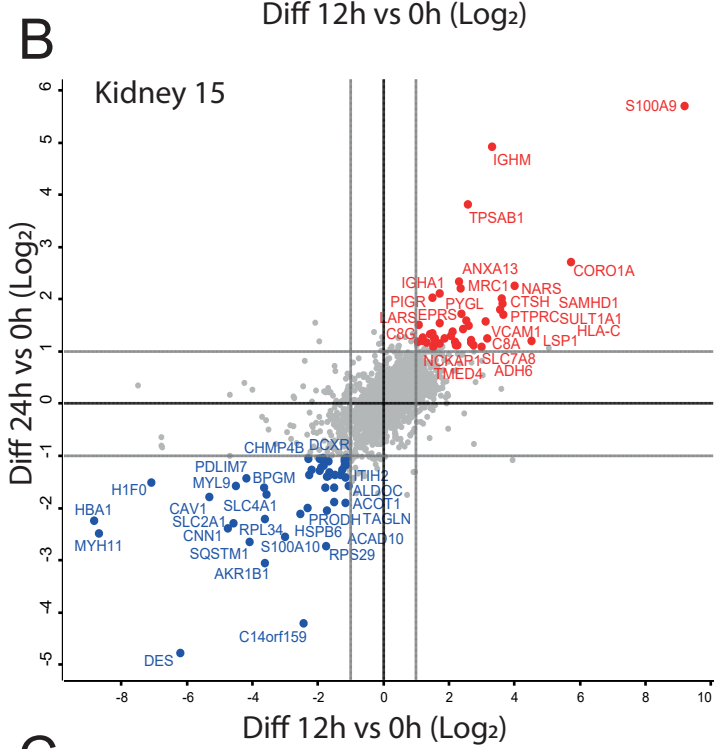 Diff 12h vs 0h (Log₂)
B
Kidney 15
6
S100A9
5
IGHM
4
TPSAB1
3
ANXA13
CORO1A
IGHA1
MRC1
NARS
2
PIGR
PYGL
CTSH
SAMHD1
LARS
EPRS
PTPRC
SULT1A1
C8G
VCAM1
HLA-C
C8A
LSP1
1
NCKAP1
SLC7A8
TMED4
ADH6
0
-1
CHMP4B
DCXR
PDLIM7
MYL9
BPGM
ITIH2
H1F0
ALDOC
CAV1
SLC4A1
ACOT1
HBA1
-2
SLC2A1
PRODH
TAGLN
CNN1
RPL34
HSPB6
ACAD10
MYH11
SQSTM1
S100A10
RPS29
-3
AKR1B1
-4
C14orf159
DES
-5
-8
-6
-4
-2
0
2
4
6
8
10
Diff 24h vs 0h (Log₂)
Diff 12h vs 0h (Log₂)